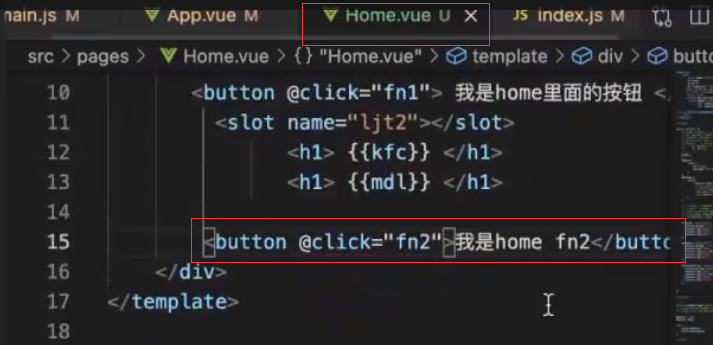 ain.js M App.vue M Home.vue U index.js M
src > pages > Home.vue > {} "Home.vue" > template > div > butto
10 <button @click="fn1"> 我是home里面的按钮 </
11 <slot name="ljt2"></slot>
12 <h1> {{kfc}} </h1>
13 <h1> {{mdl}} </h1>
14
15 <button @click="fn2">我是home fn2</butto
16 </div>
17 </template>
18